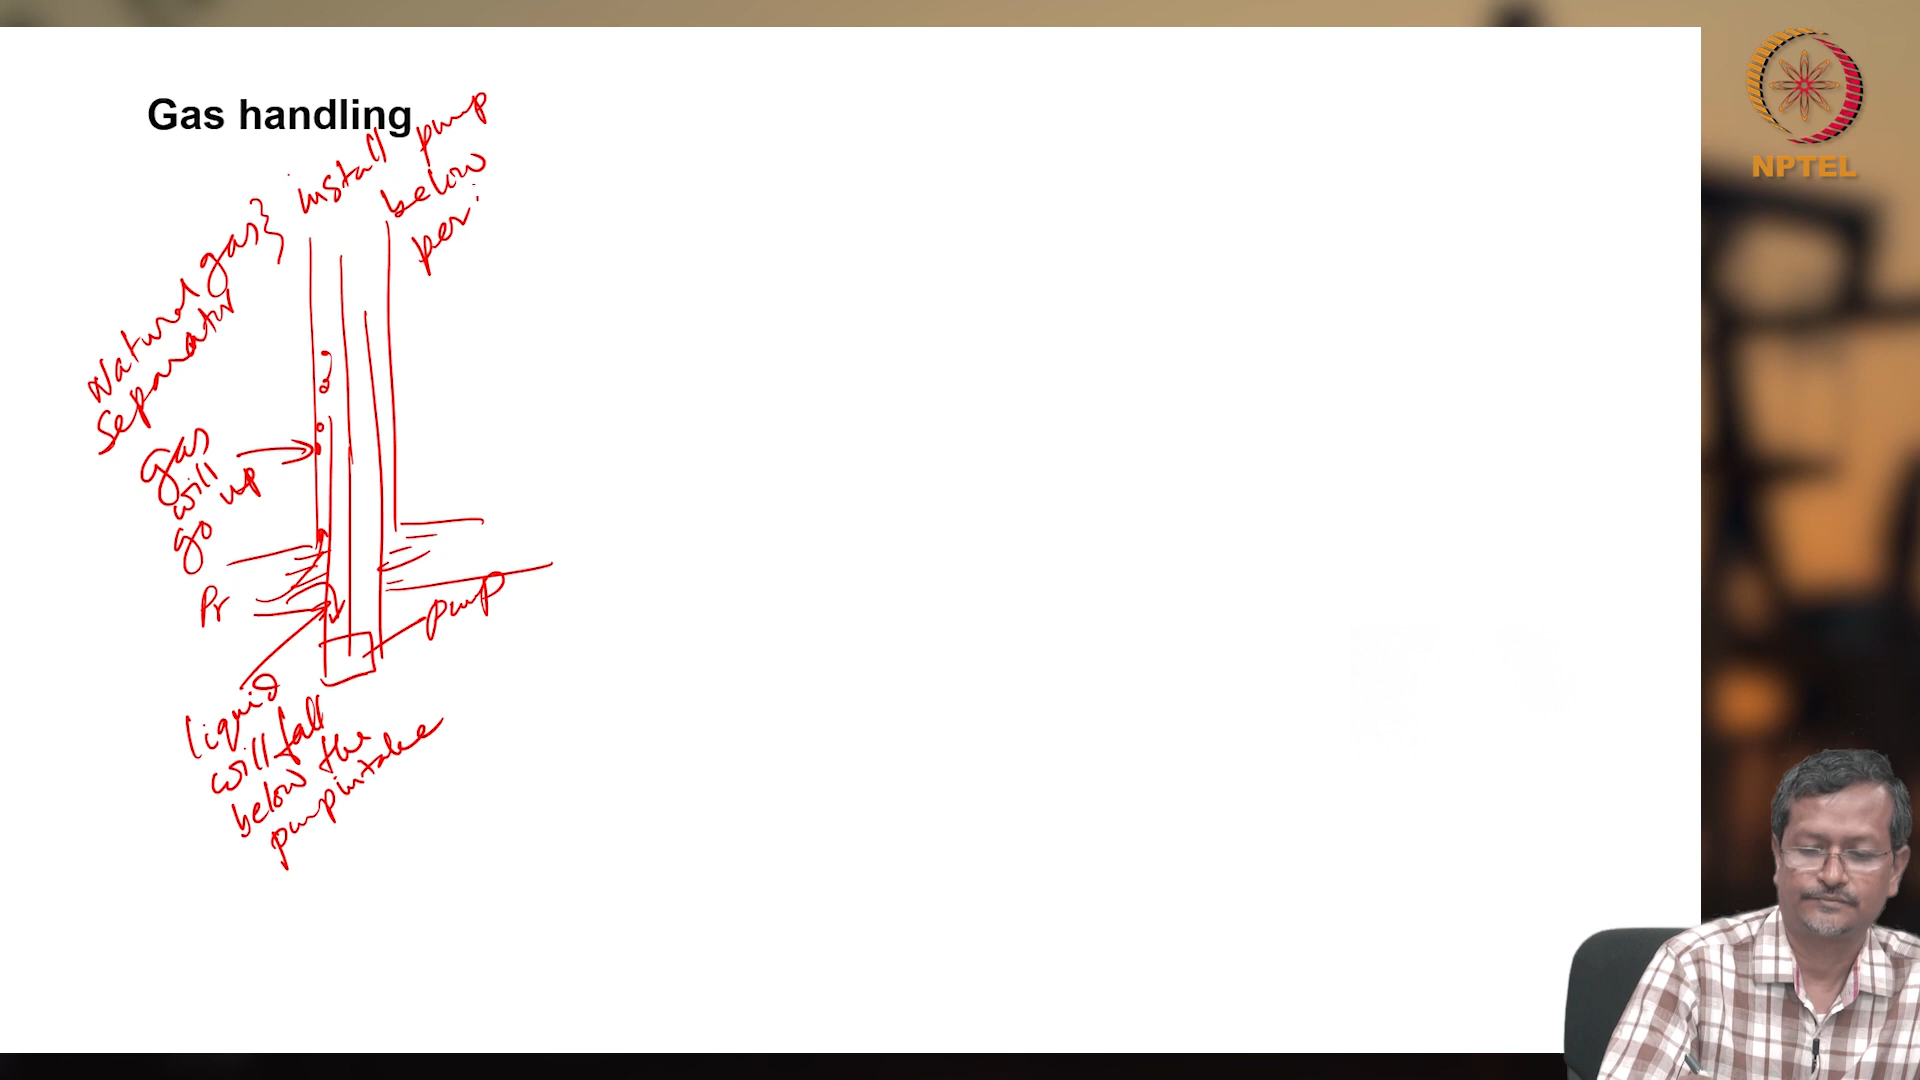 Gas handling
install pump
below
per.
Natural gas
separator
gas
will
go up
Pr
pump
liquid
will fall
below the
pump intake
NPTEL